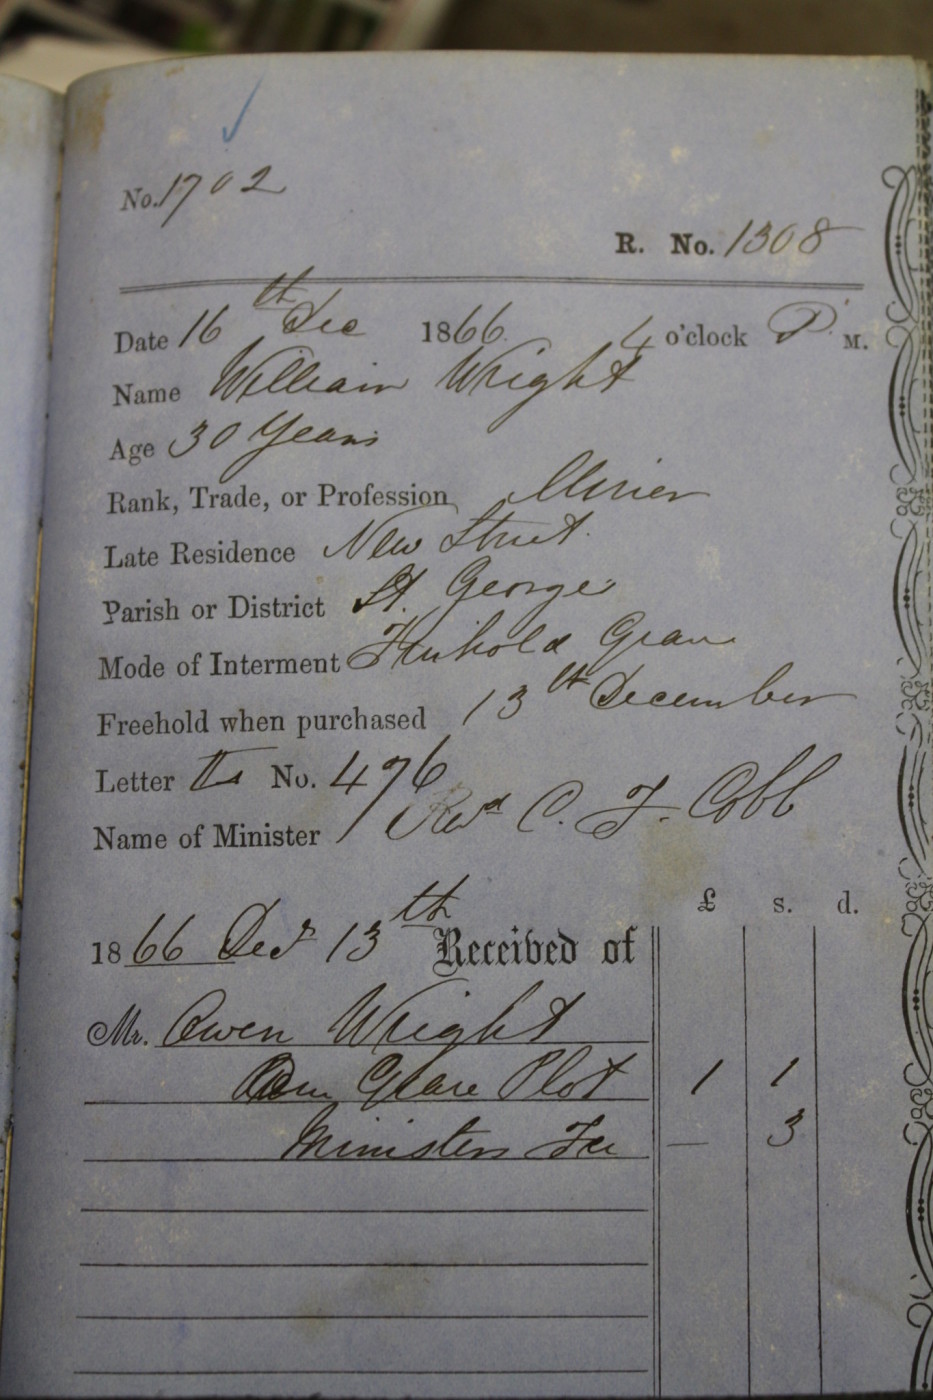 No. 1702
R. No. 1308
Date 16th Dec 1866. 4 o'clock P. M.
Name William Wright
Age 30 Years
Rank, Trade, or Profession Miner
Late Residence New Street.
Parish or District St. Georges
Mode of Interment Freehold Grave
Freehold when purchased 13th December
Letter No. 476
Name of Minister Revd C. F. Cobb
£ s. d.
1866 Decr 13th Received of
Mr. Owen Wright
Grave Plot 1 1
Ministers Fee — 3